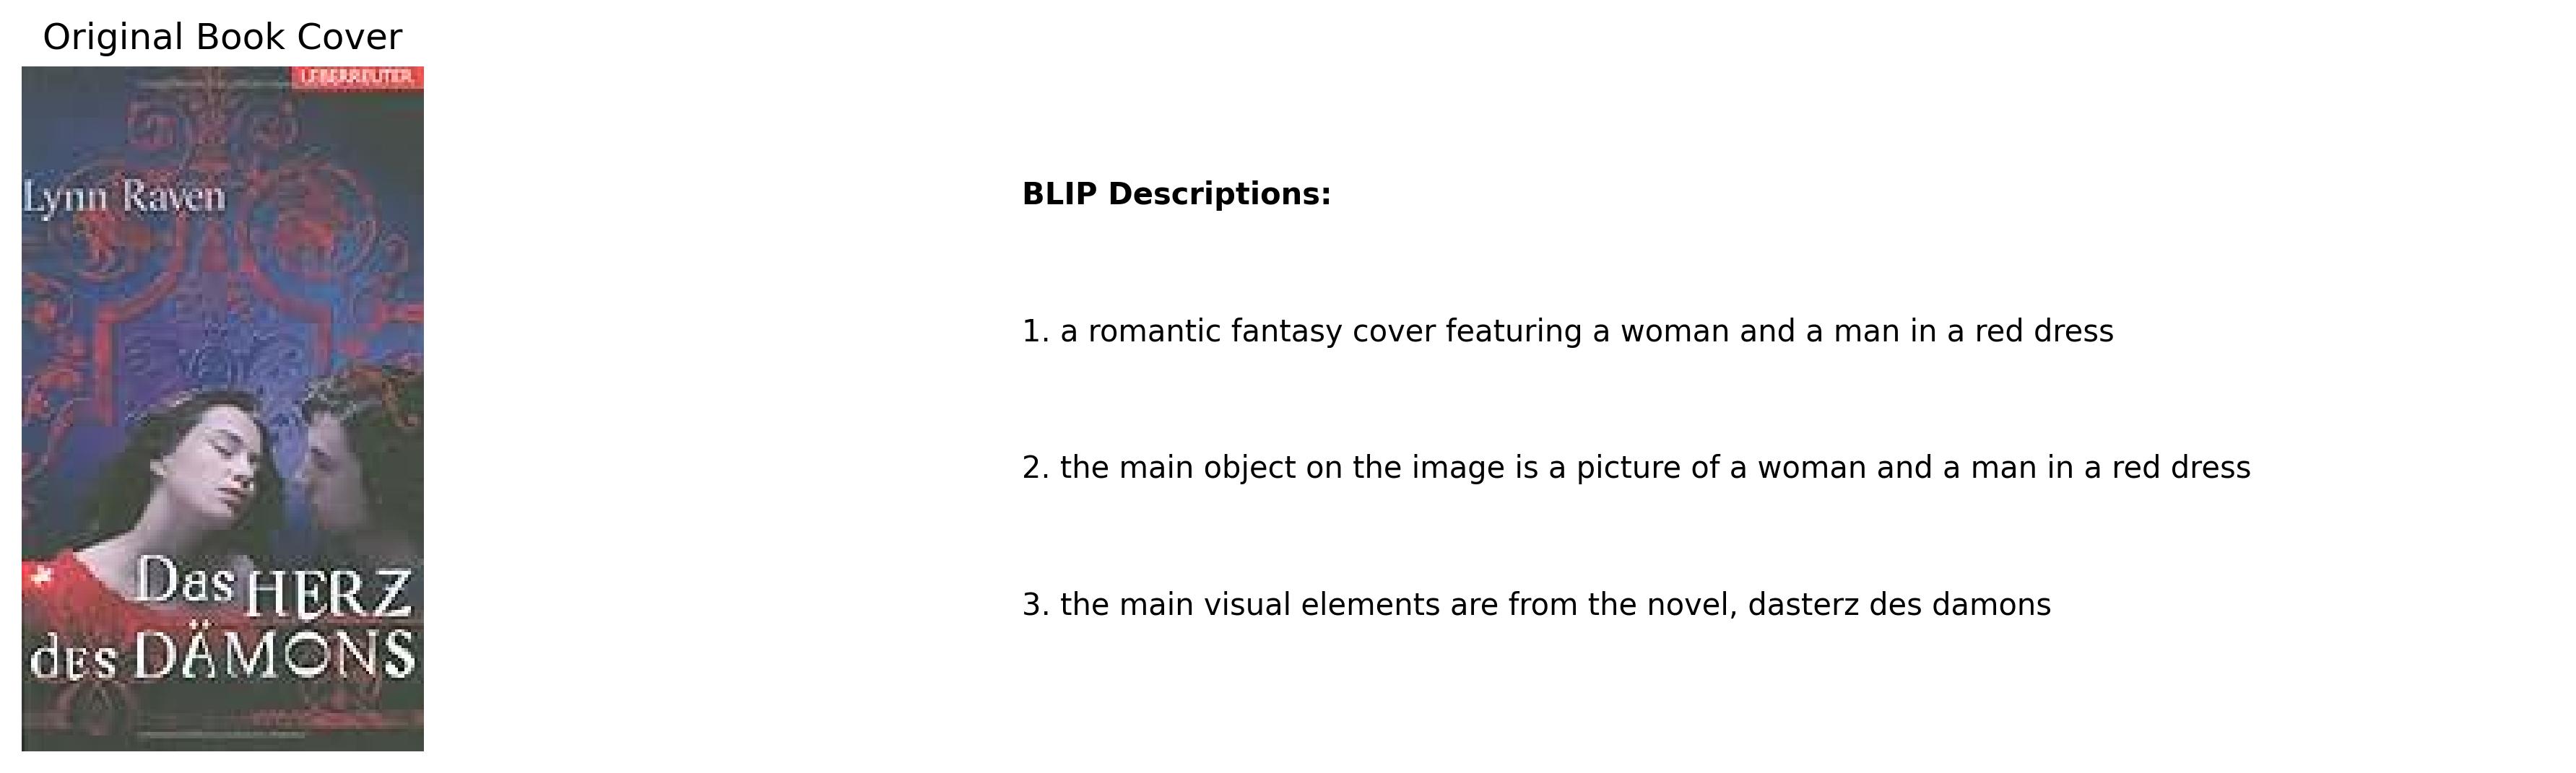 Original Book Cover
UEBERREUTER
Lynn Raven
Das HERZ
des DÄMONS
BLIP Descriptions:
1. a romantic fantasy cover featuring a woman and a man in a red dress
2. the main object on the image is a picture of a woman and a man in a red dress
3. the main visual elements are from the novel, dasterz des damons